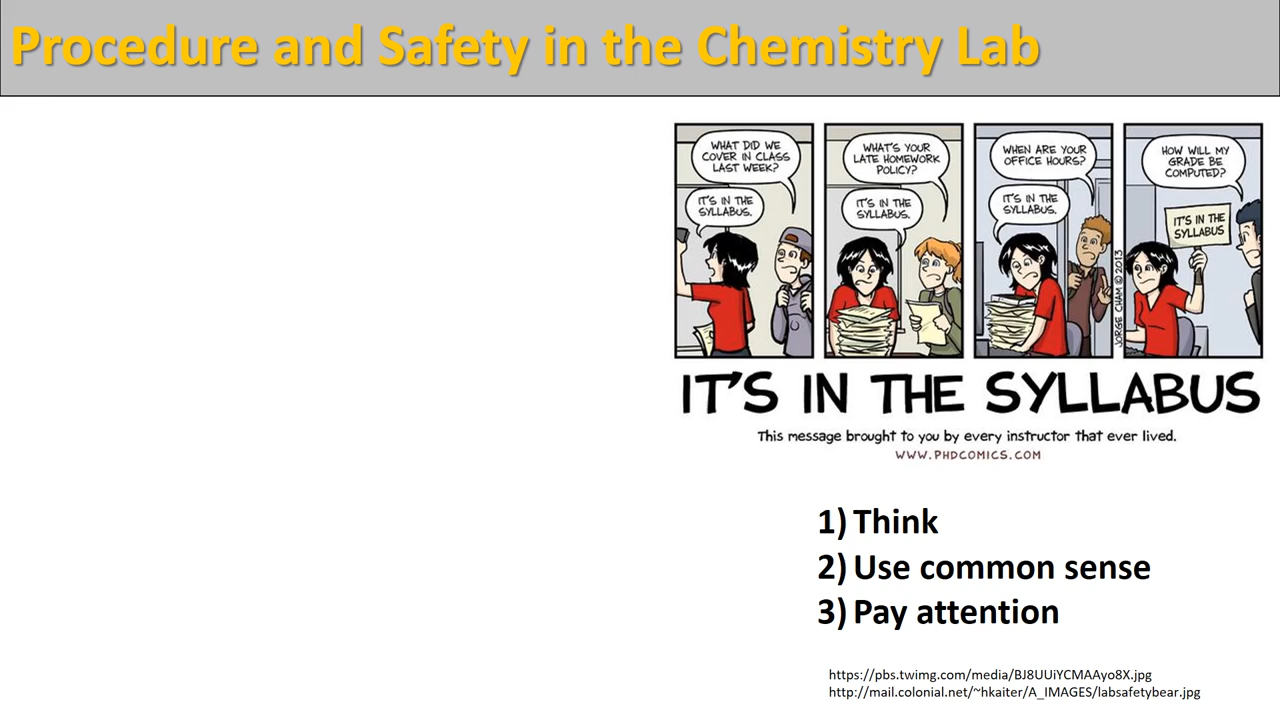 Procedure and Safety in the Chemistry Lab
WHAT DID WE
COVER IN CLASS
LAST WEEK?
IT'S IN THE
SYLLABUS.
WHAT'S YOUR
LATE HOMEWORK
POLICY?
IT'S IN THE
SYLLABUS.
WHEN ARE YOUR
OFFICE HOURS?
IT'S IN THE
SYLLABUS.
HOW WILL MY
GRADE BE
COMPUTED?
IT'S IN THE
SYLLABUS
JORGE CHAM © 2013
IT'S IN THE SYLLABUS
This message brought to you by every instructor that ever lived.
WWW.PHDCOMICS.COM
1) Think
2) Use common sense
3) Pay attention
https://pbs.twimg.com/media/BJ8UUiYCMAAyo8X.jpg
http://mail.colonial.net/~hkaiter/A_IMAGES/labsafetybear.jpg